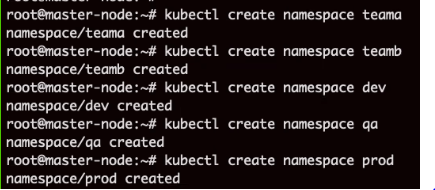 root@master-node:~# kubectl create namespace teama
namespace/teama created
root@master-node:~# kubectl create namespace teamb
namespace/teamb created
root@master-node:~# kubectl create namespace dev
namespace/dev created
root@master-node:~# kubectl create namespace qa
namespace/qa created
root@master-node:~# kubectl create namespace prod
namespace/prod created